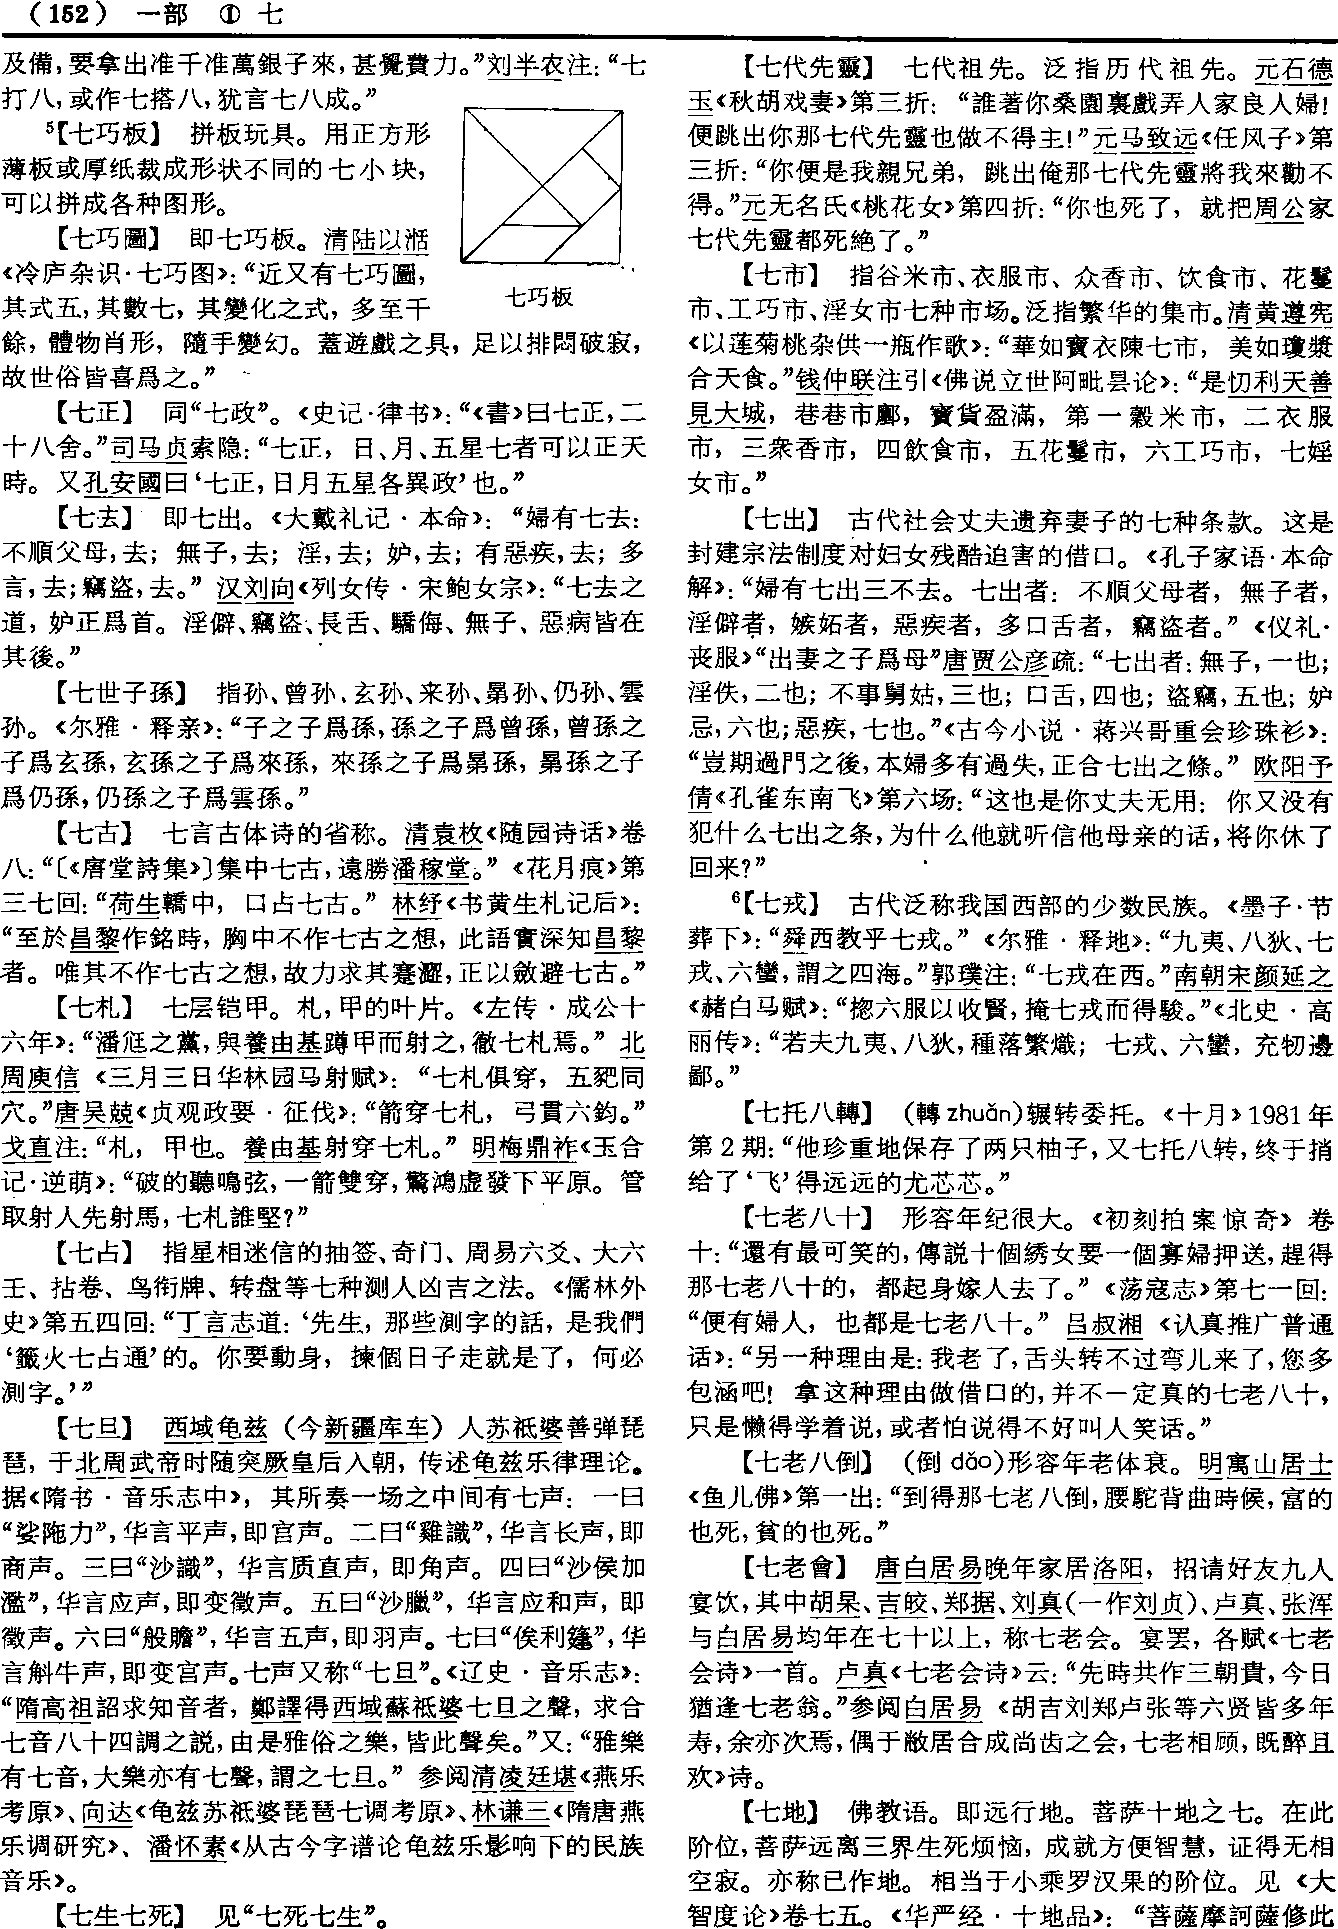 （152） 一部 ① 七
及備，要拿出准千准萬銀子來，甚覺費力。”刘半农注：“七
打八，或作七搭八，犹言七八成。”
⁵【七巧板】 拼板玩具。用正方形
薄板或厚纸裁成形状不同的七小块，
可以拼成各种图形。
【七巧圖】 即七巧板。清陆以湉
《冷庐杂识·七巧图》：“近又有七巧圖，
其式五，其數七，其變化之式，多至千
七巧板
餘，體物肖形，隨手變幻。蓋遊戲之具，足以排悶破寂，
故世俗皆喜爲之。”
【七正】 同“七政”。《史记·律书》：“《書》曰七正，二
十八舍。”司马贞索隐：“七正，日、月、五星七者可以正天
時。又孔安國曰‘七正，日月五星各異政’也。”
【七去】 即七出。《大戴礼记·本命》：“婦有七去：
不順父母，去；無子，去；淫，去；妒，去；有惡疾，去；多
言，去；竊盜，去。”汉刘向《列女传·宋鲍女宗》：“七去之
道，妒正爲首。淫僻、竊盜、長舌、驕侮、無子、惡病皆在
其後。”
【七世子孫】 指孙、曾孙、玄孙、来孙、晜孙、仍孙、雲
孙。《尔雅·释亲》：“子之子爲孫，孫之子爲曾孫，曾孫之
子爲玄孫，玄孫之子爲來孫，來孫之子爲晜孫，晜孫之子
爲仍孫，仍孫之子爲雲孫。”
【七古】 七言古体诗的省称。清袁枚《随园诗话》卷
八：“〔《𢊍堂詩集》〕集中七古，遠勝潘稼堂。”《花月痕》第
三七回：“荷生轎中，口占七古。”林纾《书黄生札记后》：
“至於昌黎作銘時，胸中不作七古之想，此語實深知昌黎
者。唯其不作七古之想，故力求其蹇澀，正以斂避七古。”
【七札】 七层铠甲。札，甲的叶片。《左传·成公十
六年》：“潘尫之黨，與養由基蹲甲而射之，徹七札焉。”北
周庾信《三月三日华林园马射赋》：“七札俱穿，五豝同
穴。”唐吴兢《贞观政要·征伐》：“箭穿七札，弓貫六鈞。”
戈直注：“札，甲也。養由基射穿七札。”明梅鼎祚《玉合
记·逆萌》：“破的聽鳴弦，一箭雙穿，驚鴻虛發下平原。管
取射人先射馬，七札誰堅？”
【七占】 指星相迷信的抽签、奇门、周易六爻、大六
壬、拈卷、鸟衔牌、转盘等七种测人凶吉之法。《儒林外
史》第五四回：“丁言志道：‘先生，那些測字的話，是我們
‘籤火七占通’的。你要動身，揀個日子走就是了，何必
測字。’”
【七旦】 西域龟兹（今新疆库车）人苏祗婆善弹琵
琶，于北周武帝时随突厥皇后入朝，传述龟兹乐律理论。
据《隋书·音乐志中》，其所奏一场之中间有七声：一曰
“娑陁力”，华言平声，即宫声。二曰“雞識”，华言长声，即
商声。三曰“沙識”，华言质直声，即角声。四曰“沙侯加
濫”，华言应声，即变徵声。五曰“沙臘”，华言应和声，即
徵声。六曰“般贍”，华言五声，即羽声。七曰“俟利䔖”，华
言斛牛声，即变宫声。七声又称“七旦”。《辽史·音乐志》：
“隋高祖詔求知音者，鄭譯得西域蘇祗婆七旦之聲，求合
七音八十四調之説，由是雅俗之樂，皆此聲矣。”又：“雅樂
有七音，大樂亦有七聲，謂之七旦。”参阅清凌廷堪《燕乐
考原》、向达《龟兹苏祗婆琵琶七调考原》、林谦三《隋唐燕
乐调研究》、潘怀素《从古今字谱论龟兹乐影响下的民族
音乐》。
【七生七死】 见“七死七生”。
【七代先靈】 七代祖先。泛指历代祖先。元石德
玉《秋胡戏妻》第三折：“誰著你桑園裏戲弄人家良人婦！
便跳出你那七代先靈也做不得主！”元马致远《任风子》第
三折：“你便是我親兄弟，跳出俺那七代先靈將我來勸不
得。”元无名氏《桃花女》第四折：“你也死了，就把周公家
七代先靈都死絶了。”
【七市】 指谷米市、衣服市、众香市、饮食市、花鬘
市、工巧市、淫女市七种市场。泛指繁华的集市。清黄遵宪
《以莲菊桃杂供一瓶作歌》：“華如寶衣陳七市，美如瓊漿
合天食。”钱仲联注引《佛说立世阿毗昙论》：“是忉利天善
見大城，巷巷市鄽，寶貨盈滿，第一穀米市，二衣服
市，三衆香市，四飲食市，五花鬘市，六工巧市，七婬
女市。”
【七出】 古代社会丈夫遗弃妻子的七种条款。这是
封建宗法制度对妇女残酷迫害的借口。《孔子家语·本命
解》：“婦有七出三不去。七出者：不順父母者，無子者，
淫僻者，嫉妬者，惡疾者，多口舌者，竊盜者。”《仪礼·
丧服》“出妻之子爲母”唐贾公彦疏：“七出者：無子，一也；
淫佚，二也；不事舅姑，三也；口舌，四也；盜竊，五也；妒
忌，六也；惡疾，七也。”《古今小说·蒋兴哥重会珍珠衫》：
“豈期過門之後，本婦多有過失，正合七出之條。”欧阳予
倩《孔雀东南飞》第六场：“这也是你丈夫无用：你又没有
犯什么七出之条，为什么他就听信他母亲的话，将你休了
回来？”
⁶【七戎】 古代泛称我国西部的少数民族。《墨子·节
葬下》：“舜西教乎七戎。”《尔雅·释地》：“九夷、八狄、七
戎、六蠻，謂之四海。”郭璞注：“七戎在西。”南朝宋颜延之
《赭白马赋》：“揔六服以收賢，掩七戎而得駿。”《北史·高
丽传》：“若夫九夷、八狄，種落繁熾；七戎、六蠻，充牣邊
鄙。”
【七托八轉】 （轉 zhuǎn）辗转委托。《十月》1981年
第2期：“他珍重地保存了两只柚子，又七托八转，终于捎
给了‘飞’得远远的尤芯芯。”
【七老八十】 形容年纪很大。《初刻拍案惊奇》卷
十：“還有最可笑的，傳説十個綉女要一個寡婦押送，趕得
那七老八十的，都起身嫁人去了。”《荡寇志》第七一回：
“便有婦人，也都是七老八十。”吕叔湘《认真推广普通
话》：“另一种理由是：我老了，舌头转不过弯儿来了，您多
包涵吧！拿这种理由做借口的，并不一定真的七老八十，
只是懒得学着说，或者怕说得不好叫人笑话。”
【七老八倒】 （倒 dǎo）形容年老体衰。明寓山居士
《鱼儿佛》第一出：“到得那七老八倒，腰駝背曲時候，富的
也死，貧的也死。”
【七老會】 唐白居易晚年家居洛阳，招请好友九人
宴饮，其中胡杲、吉皎、郑据、刘真（一作刘贞）、卢真、张浑
与白居易均年在七十以上，称七老会。宴罢，各赋《七老
会诗》一首。卢真《七老会诗》云：“先時共作三朝貴，今日
猶逢七老翁。”参阅白居易《胡吉刘郑卢张等六贤皆多年
寿，余亦次焉，偶于敝居合成尚齿之会，七老相顾，既醉且
欢》诗。
【七地】 佛教语。即远行地。菩萨十地之七。在此
阶位，菩萨远离三界生死烦恼，成就方便智慧，证得无相
空寂。亦称已作地。相当于小乘罗汉果的阶位。见《大
智度论》卷七五。《华严经·十地品》：“菩薩摩訶薩修此